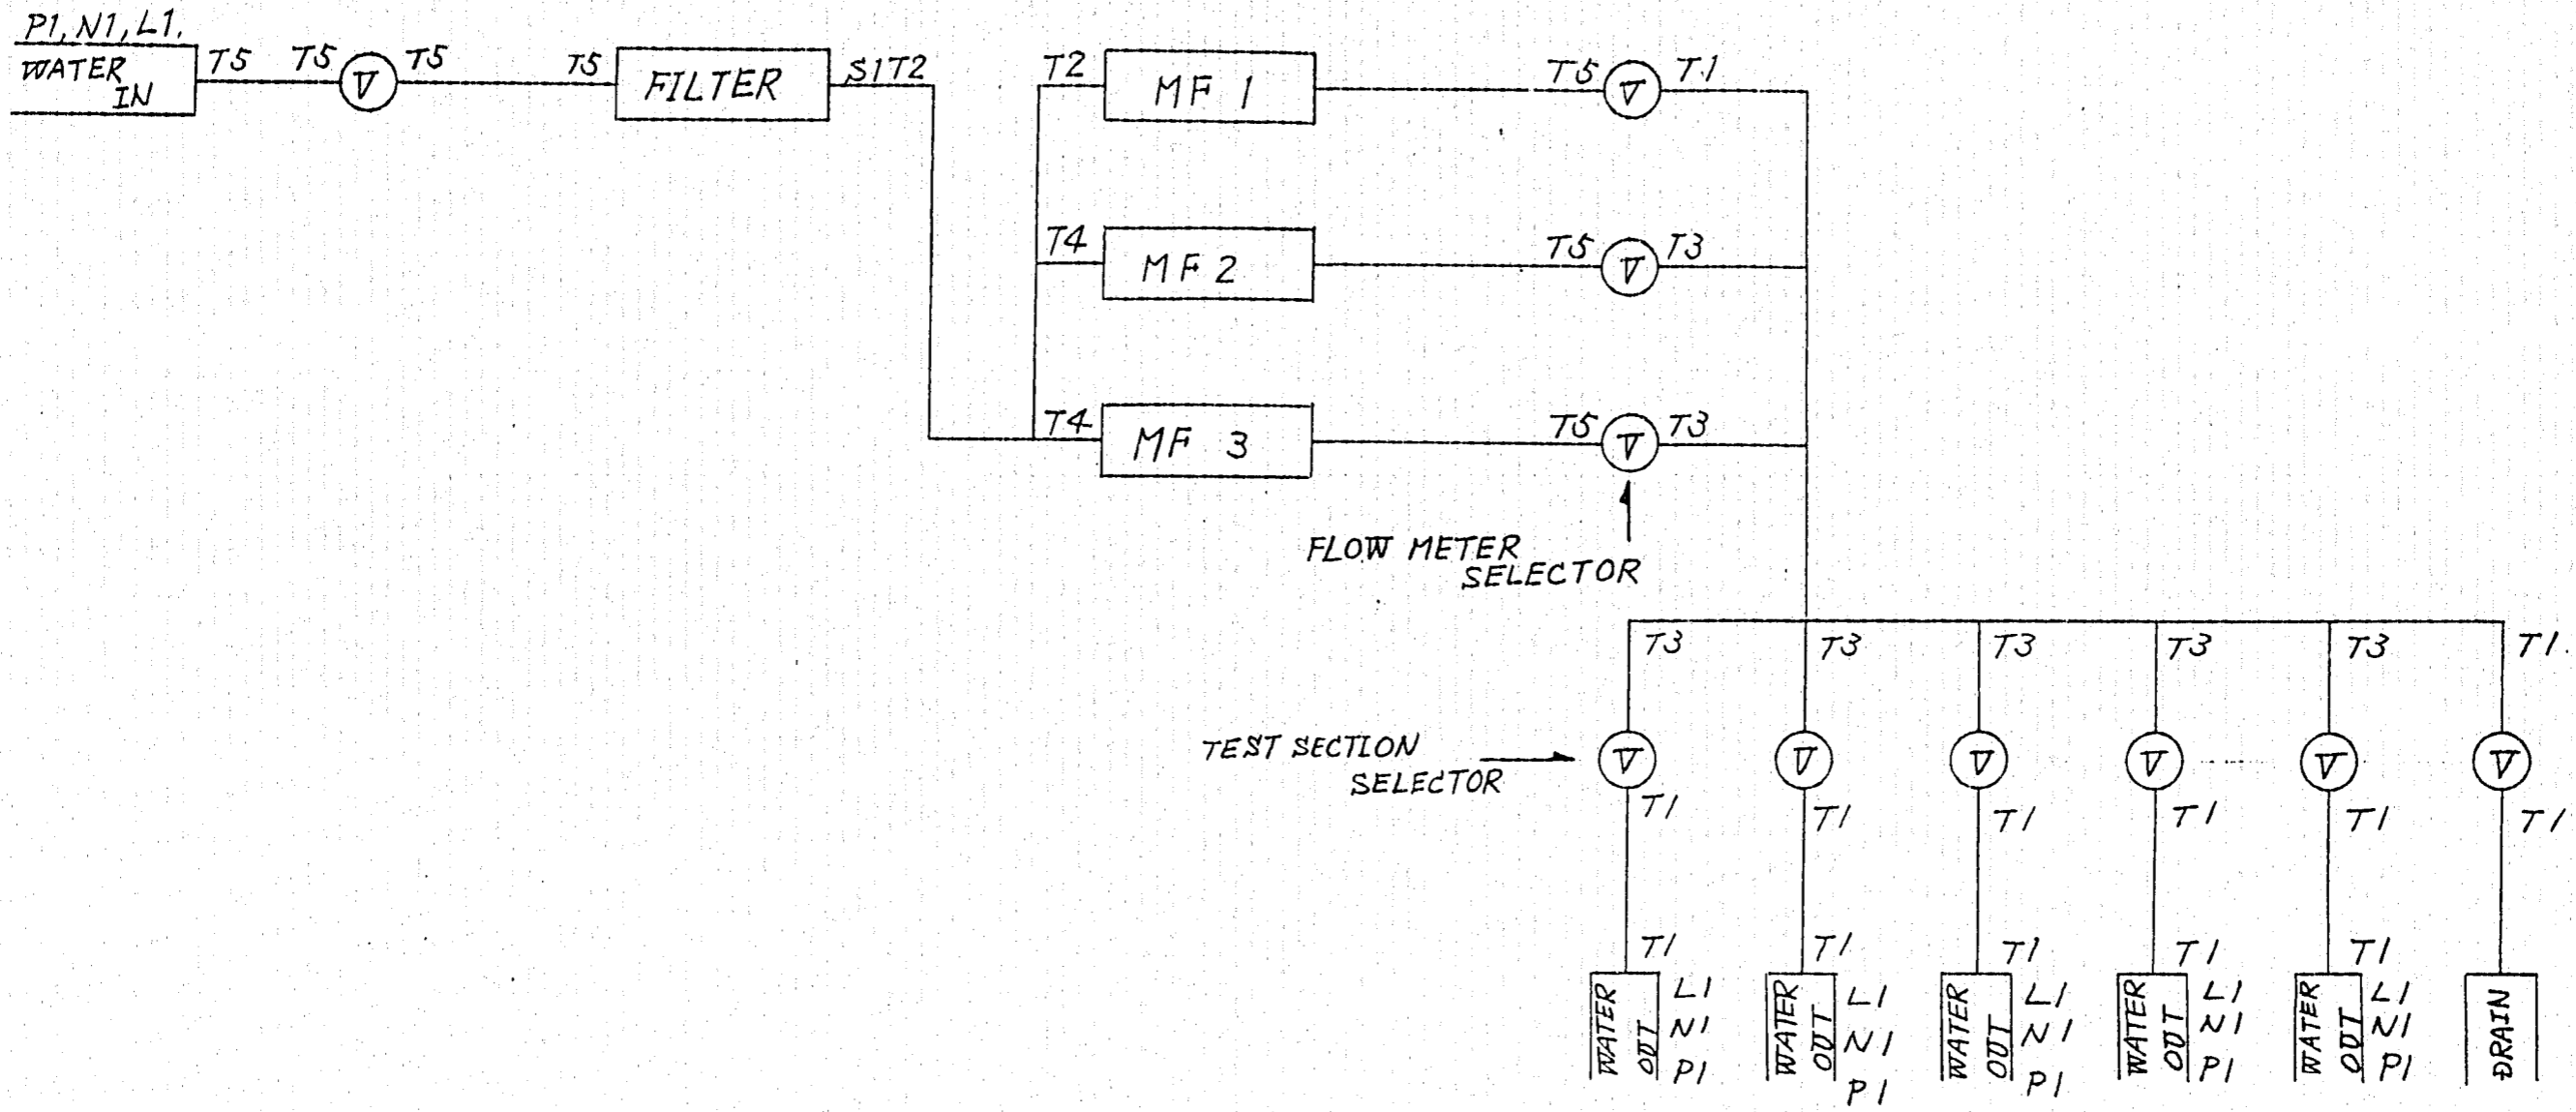 P1, N1, L1.
WATER
IN
T5
T5
V
T5
T5
FILTER
S1T2
T2
MF 1
T5
V
T1
T4
MF 2
T5
V
T3
T4
MF 3
T5
V
T3
FLOW METER
SELECTOR
T3
T3
T3
T3
T3
T1.
TEST SECTION
SELECTOR
V
V
V
V
V
V
T1
T1
T1
T1
T1
T1
T1
T1
T1
T1
T1
WATER
OUT
L1
N1
P1
WATER
OUT
L1
N1
P1
WATER
OUT
L1
N1
P1
WATER
OUT
L1
N1
P1
WATER
OUT
L1
N1
P1
DRAIN